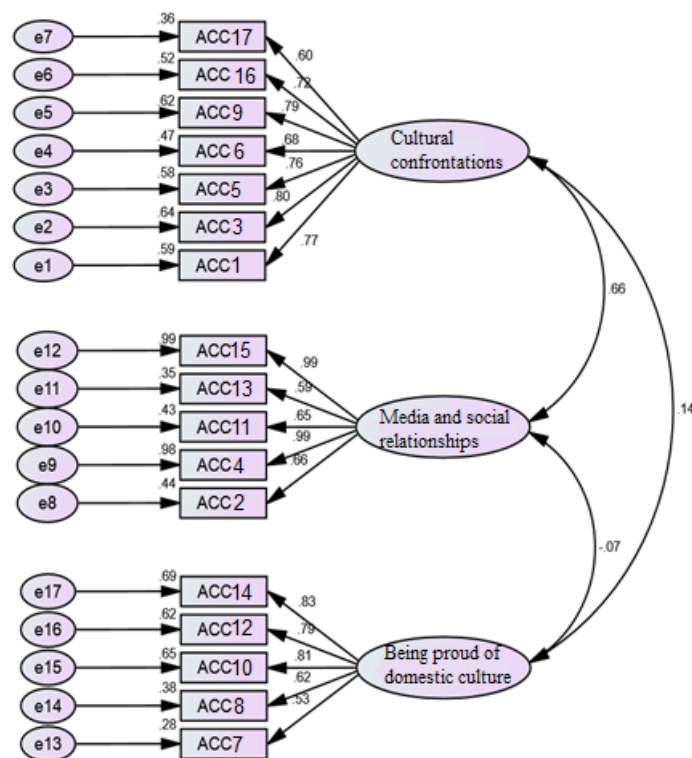 .36
e7
ACC17
.60
.52
e6
ACC16
.72
.62
e5
ACC9
.79
Cultural
confrontations
.47
e4
ACC6
.68
.58
e3
ACC5
.76
.64
e2
ACC3
.80
.59
e1
ACC1
.77
.66
.14
.99
e12
ACC15
.99
.35
e11
ACC13
.59
Media and social
relationships
.43
e10
ACC11
.65
.98
e9
ACC4
.99
.44
e8
ACC2
.66
-.07
.69
e17
ACC14
.83
.62
e16
ACC12
.79
Being proud of
domestic culture
.65
e15
ACC10
.81
.38
e14
ACC8
.62
.28
e13
ACC7
.53